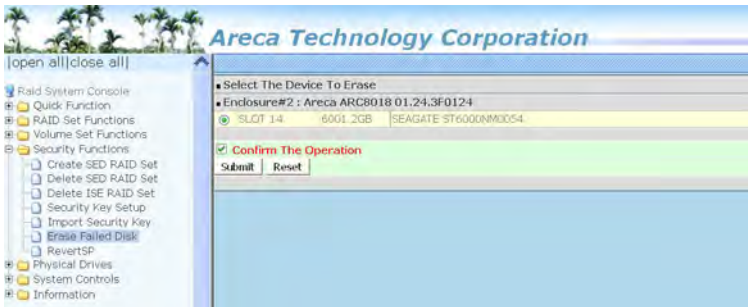 Areca Technology Corporation
|open all|close all|
Raid System Console
Quick Function
RAID Set Functions
Volume Set Functions
Security Functions
Create SED RAID Set
Delete SED RAID Set
Delete ISE RAID Set
Security Key Setup
Import Security Key
Erase Failed Disk
RevertSP
Physical Drives
System Controls
Information
Select The Device To Erase
Enclosure#2 : Areca ARC8018 01.24.3F0124
SLOT 14 6001.2GB SEAGATE ST6000NM0054
Confirm The Operation
Submit Reset